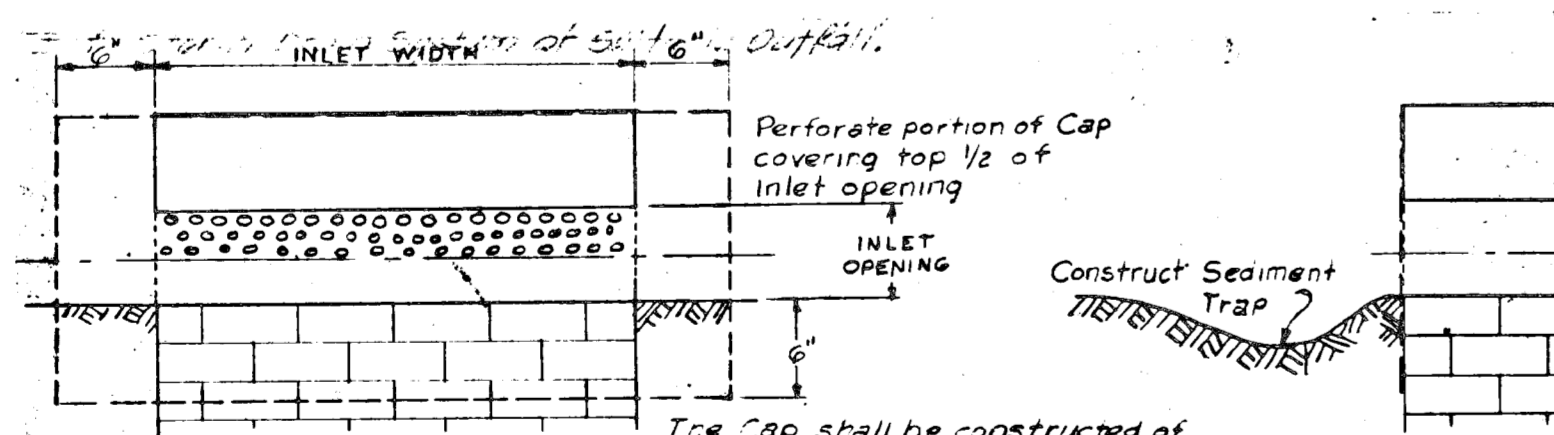 of Outfall.
6" INLET WIDTH 6"
Perforate portion of Cap
covering top 1/2 of
Inlet opening
INLET
OPENING
Construct Sediment
Trap
6"
The Cap shall be constructed of